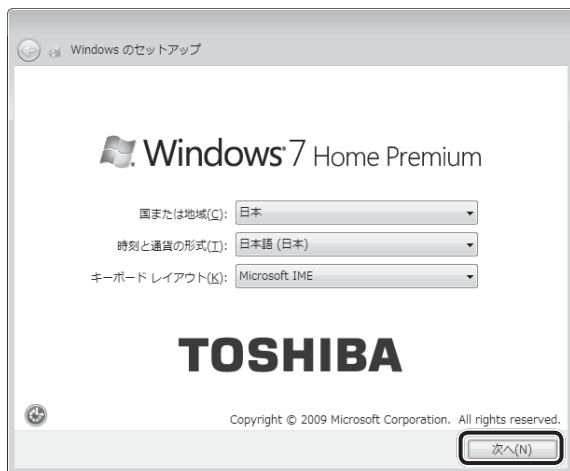 Windows のセットアップ
Windows 7 Home Premium
国または地域(C): 日本
時刻と通貨の形式(T): 日本語 (日本)
キーボード レイアウト(K): Microsoft IME
TOSHIBA
Copyright © 2009 Microsoft Corporation. All rights reserved.
次へ(N)